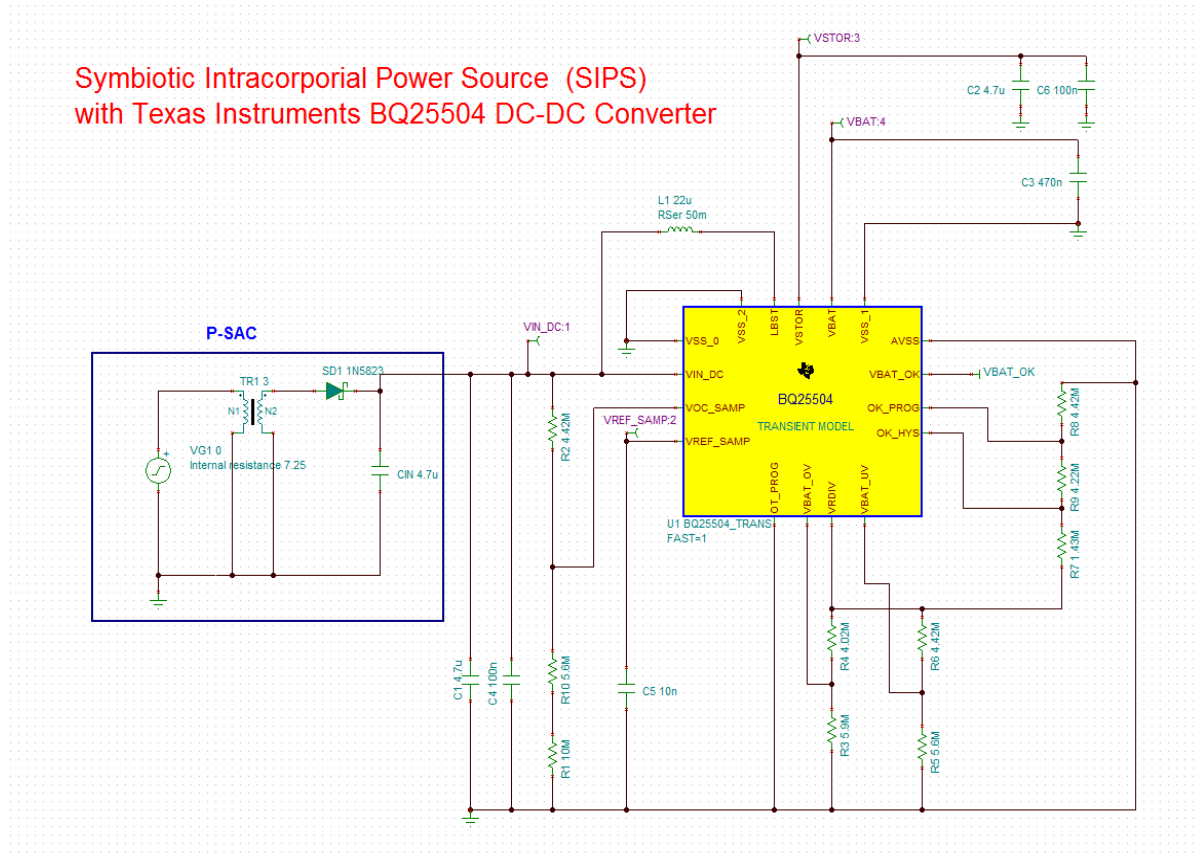 Symbiotic Intracorporial Power Source (SIPS)
with Texas Instruments BQ25504 DC-DC Converter
VSTOR:3
C2 4.7u
C6 100n
VBAT:4
C3 470n
L1 22u
RSer 50m
P-SAC
VIN_DC:1
VSS_2
LBST
VSTOR
VBAT
VSS_1
VSS_0
AVSS
SD1 1N5823
TR1 3
VIN_DC
VBAT_OK
VBAT_OK
BQ25504
N1
N2
VOC_SAMP
OK_PROG
R8 4.42M
VREF_SAMP:2
TRANSIENT MODEL
R2 4.42M
VREF_SAMP
OK_HYS
VG1 0
Internal resistance 7.25
+
CIN 4.7u
OT_PROG
VBAT_OV
VRDIV
VBAT_UV
R9 4.22M
U1 BQ25504_TRANS
FAST=1
R7 1.43M
R4 4.02M
R6 4.42M
C1 4.7u
C4 100n
R10 5.6M
C5 10n
R3 5.9M
R5 5.6M
R1 10M